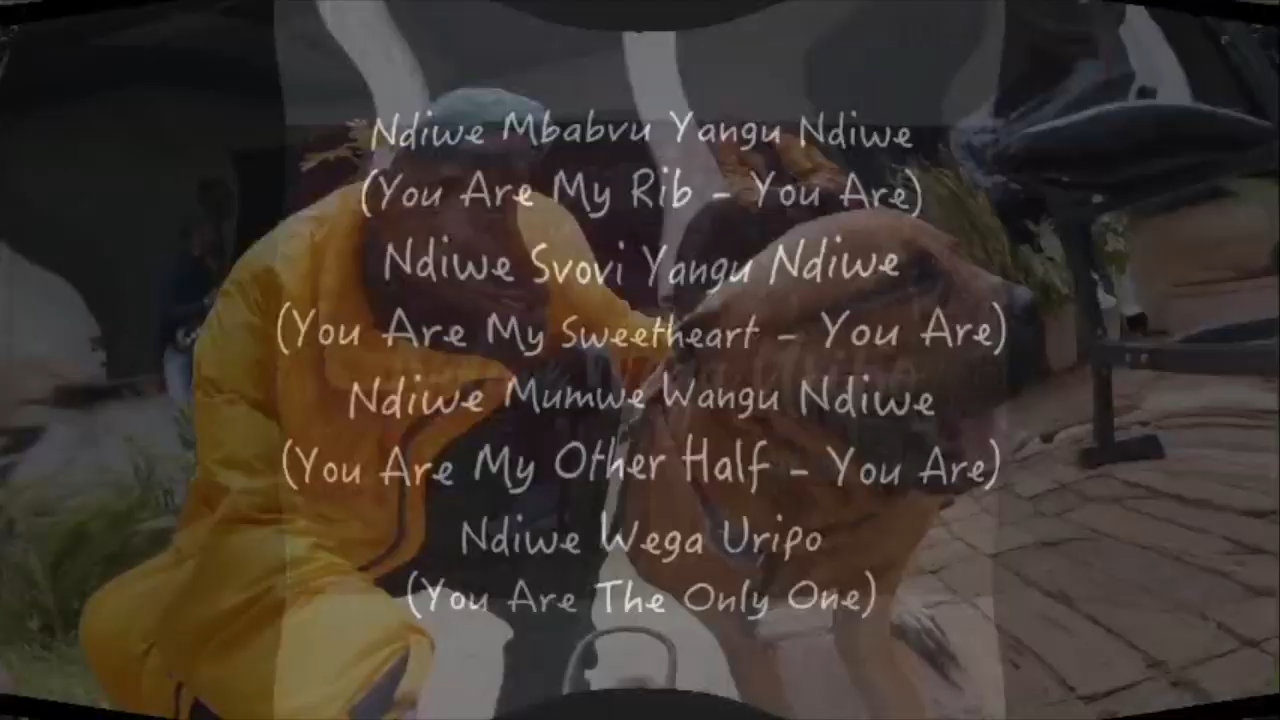 Ndiwe Mbabvu Yangu Ndiwe
(You Are My Rib - You Are)
Ndiwe Svovi Yangu Ndiwe
(You Are My Sweetheart - You Are)
Ndiwe Mumwe Wangu Ndiwe
(You Are My Other Half - You Are)
Ndiwe Wega Uripo
(You Are The Only One)